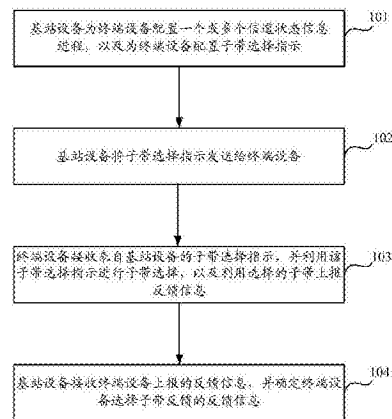 基站设备为终端设备配置一个或多个信道状态信息
进程，以及为终端设备配置子带选择指示
101
基站设备将子带选择指示发送给终端设备
102
终端设备接收来自基站设备的子带选择指示，并利用该
子带选择指示进行子带选择，以及利用选择的子带上报
反馈信息
103
基站设备接收终端设备上报的反馈信息，并确定终端设
备选择子带反馈的反馈信息
104